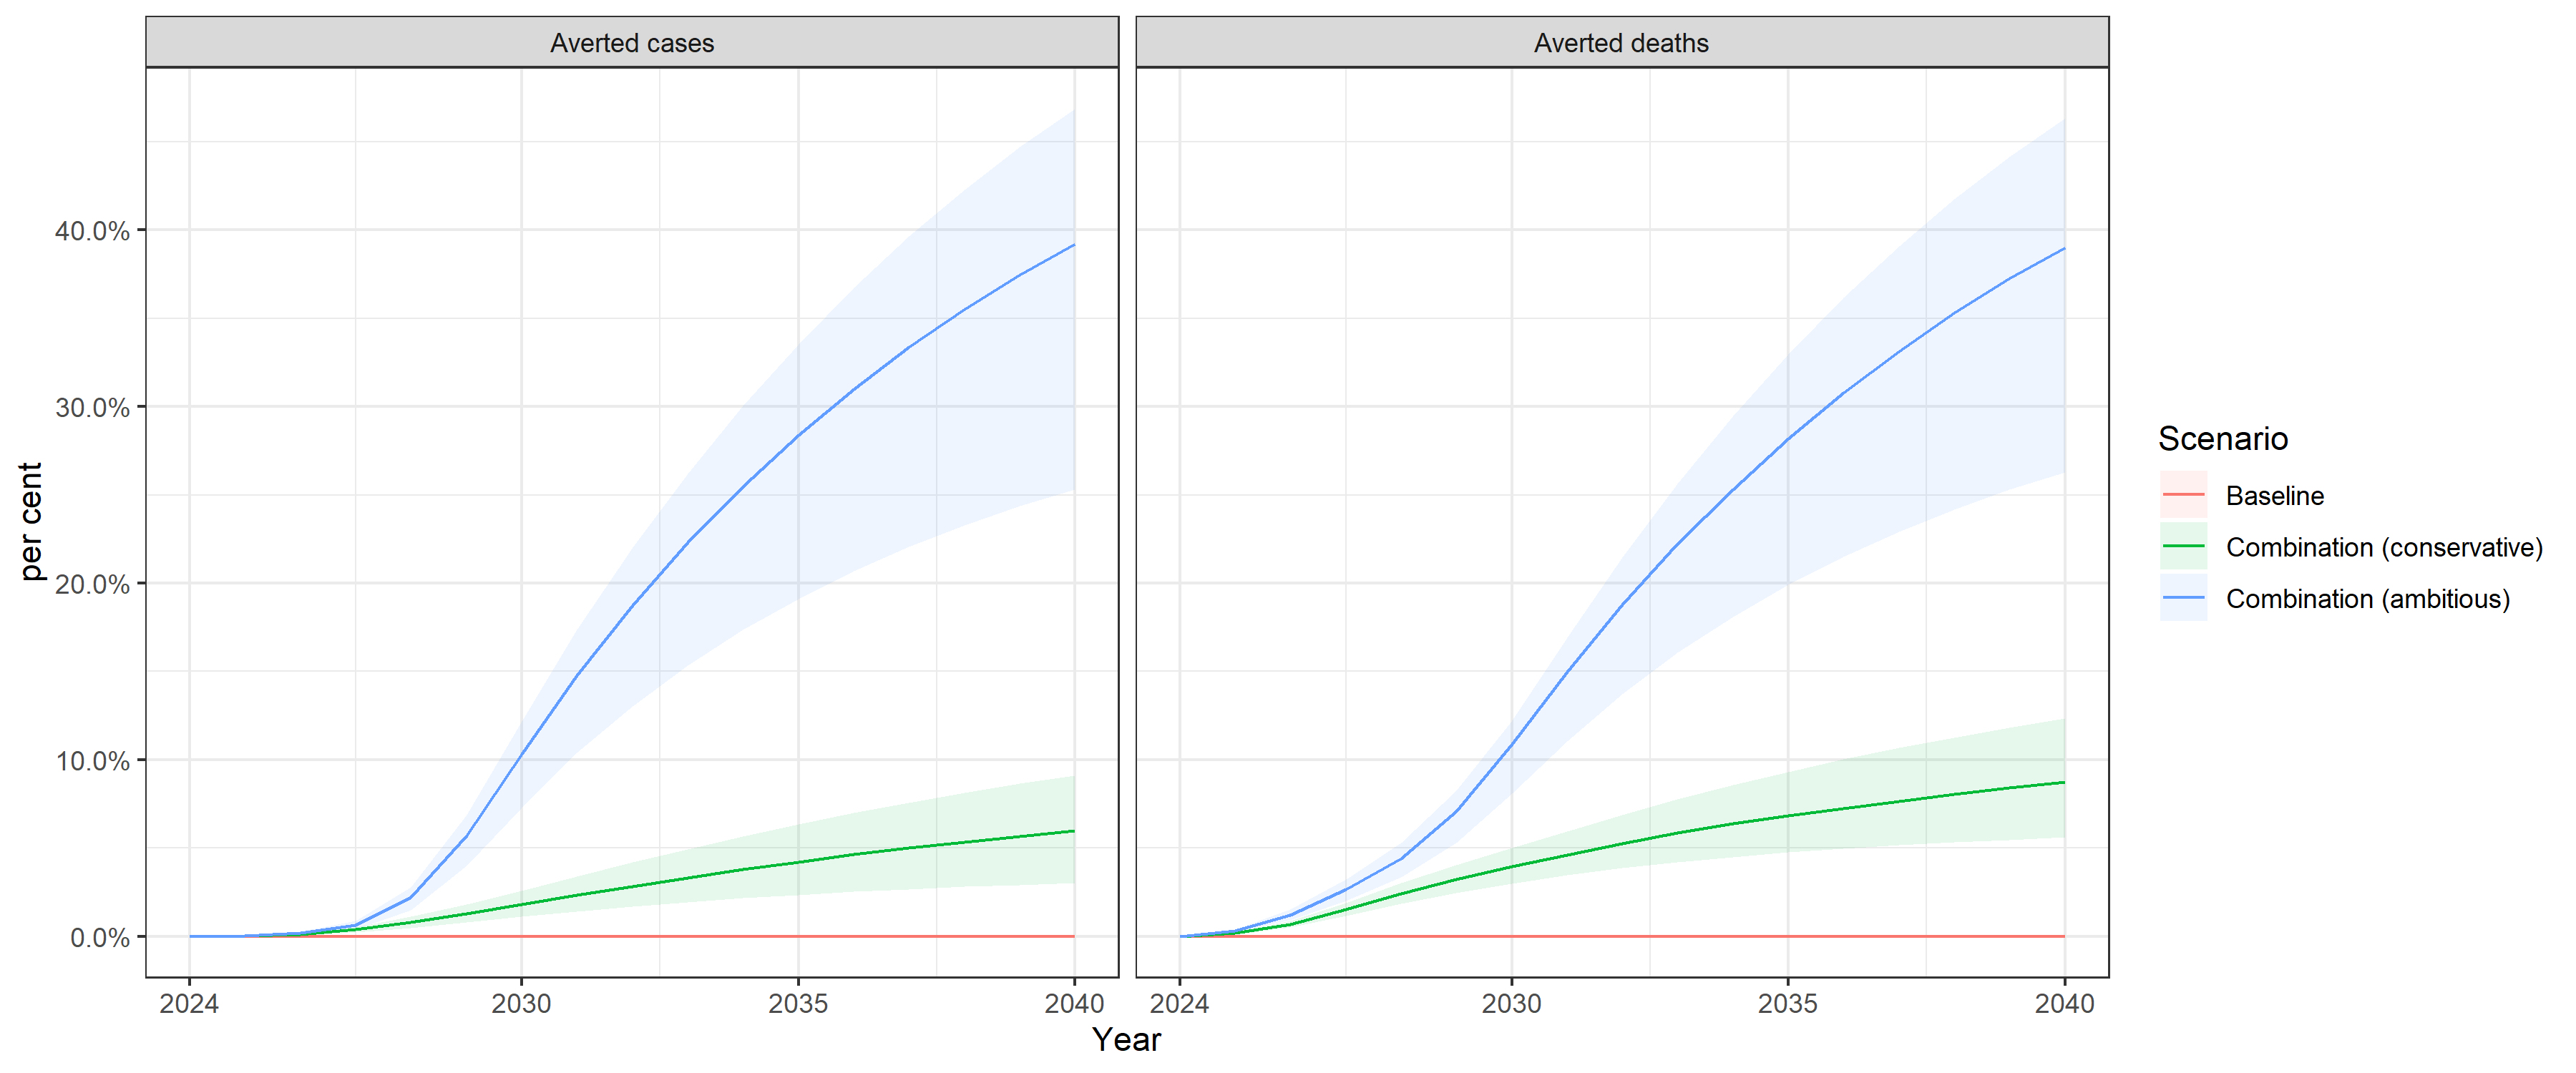 Averted cases
Averted deaths
per cent
40.0%
30.0%
20.0%
10.0%
0.0%
2024 2030 2035 2040
2024 2030 2035 2040
Year
Scenario
Baseline
Combination (conservative)
Combination (ambitious)